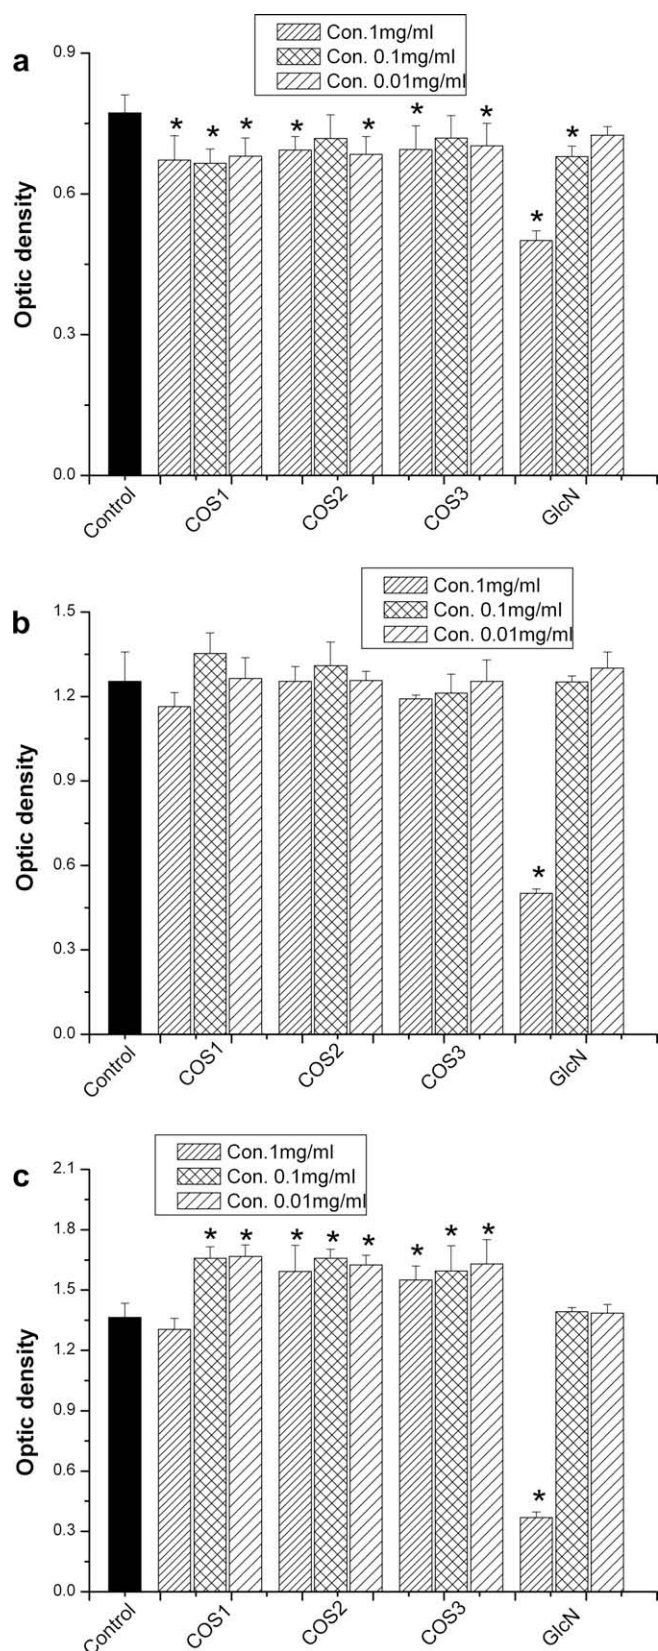 a
Con.1mg/ml
Con. 0.1mg/ml
Con. 0.01mg/ml
0.9
0.6
0.3
0.0
Optic density
* * * * * * * * *
Control COS1 COS2 COS3 GlcN
b
Con.1mg/ml
Con. 0.1mg/ml
Con. 0.01mg/ml
1.5
1.2
0.9
0.6
0.3
0.0
Optic density
*
Control COS1 COS2 COS3 GlcN
c
Con.1mg/ml
Con. 0.1mg/ml
Con. 0.01mg/ml
2.1
1.8
1.5
1.2
0.9
0.6
0.3
0.0
Optic density
* * * * * * * * *
Control COS1 COS2 COS3 GlcN